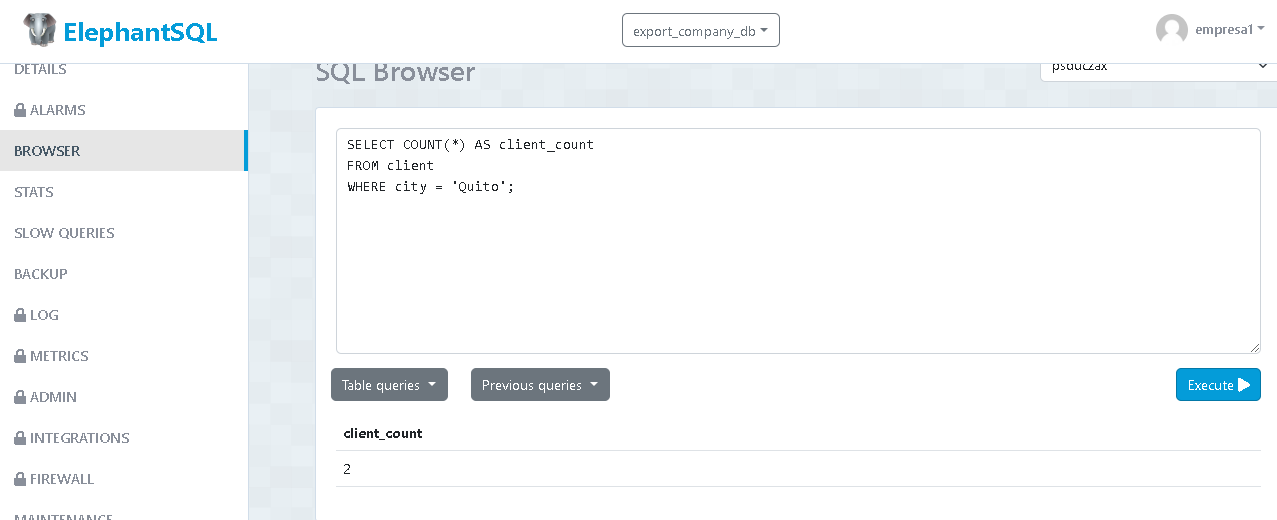 ElephantSQL
export_company_db
empresa1
DETAILS
ALARMS
BROWSER
STATS
SLOW QUERIES
BACKUP
LOG
METRICS
ADMIN
INTEGRATIONS
FIREWALL
MAINTENANCE
SQL Browser
psduczax
SELECT COUNT(*) AS client_count
FROM client
WHERE city = 'Quito';
Table queries
Previous queries
Execute
client_count
2